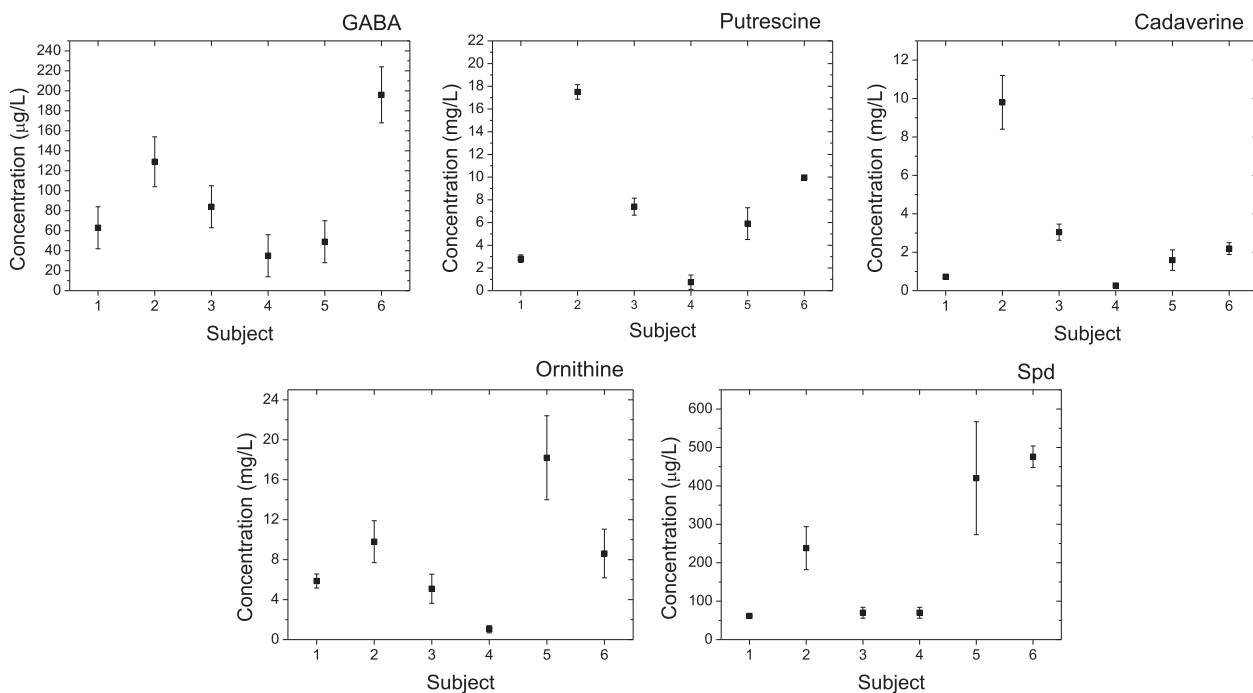 GABA
Concentration (μg/L)
240
220
200
180
160
140
120
100
80
60
40
20
0
1 2 3 4 5 6
Subject
Putrescine
Concentration (mg/L)
22
20
18
16
14
12
10
8
6
4
2
0
1 2 3 4 5 6
Subject
Cadaverine
Concentration (mg/L)
12
10
8
6
4
2
0
1 2 3 4 5 6
Subject
Ornithine
Concentration (mg/L)
24
20
16
12
8
4
0
1 2 3 4 5 6
Subject
Spd
Concentration (μg/L)
600
500
400
300
200
100
0
1 2 3 4 5 6
Subject